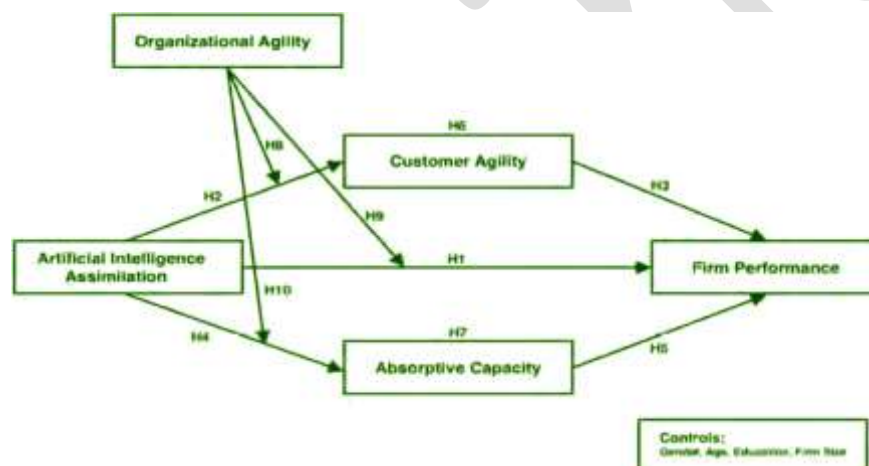 Organizational Agility
H6
H8
Customer Agility
H2
H3
H9
Artificial Intelligence
Assimilation
H1
Firm Performance
H10
H4
H7
H5
Absorptive Capacity
Controls:
Gender, Age, Education, Firm Size